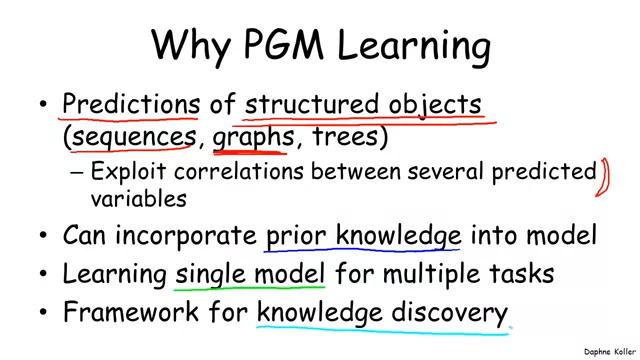 Why PGM Learning
• Predictions of structured objects
(sequences, graphs, trees)
– Exploit correlations between several predicted
variables
• Can incorporate prior knowledge into model
• Learning single model for multiple tasks
• Framework for knowledge discovery
Daphne Koller